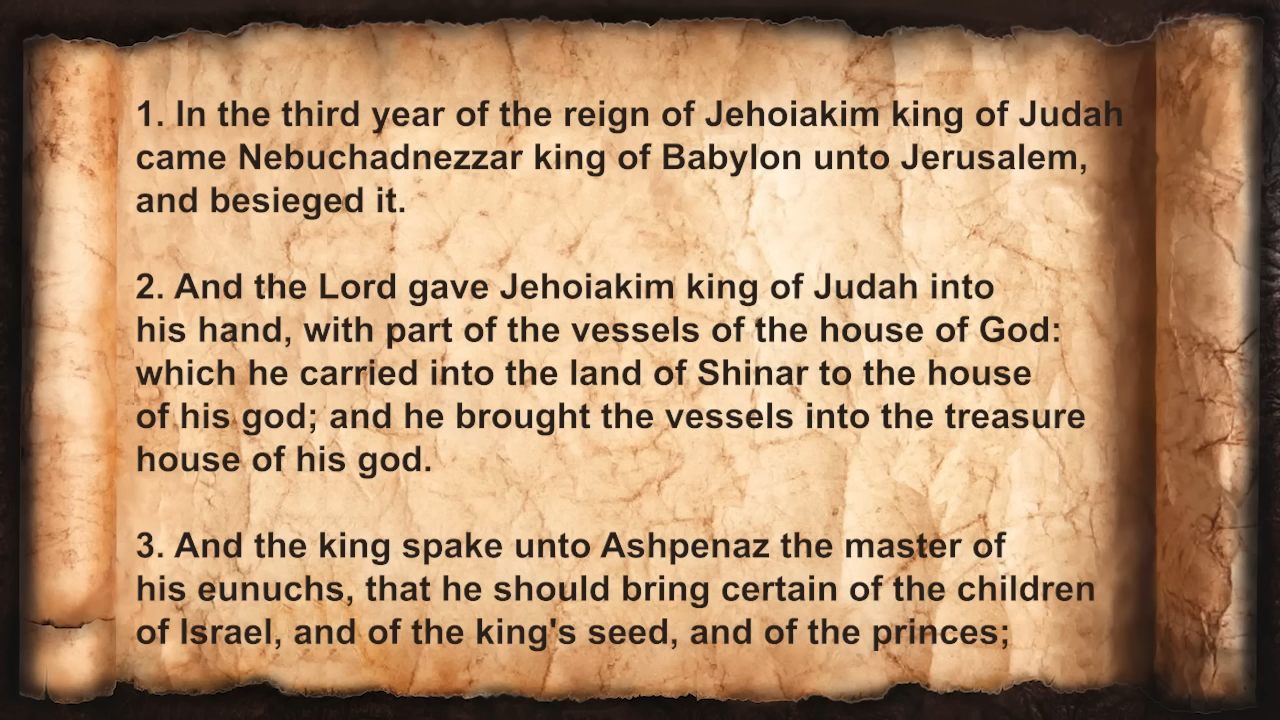 1. In the third year of the reign of Jehoiakim king of Judah
came Nebuchadnezzar king of Babylon unto Jerusalem,
and besieged it.
2. And the Lord gave Jehoiakim king of Judah into
his hand, with part of the vessels of the house of God:
which he carried into the land of Shinar to the house
of his god; and he brought the vessels into the treasure
house of his god.
3. And the king spake unto Ashpenaz the master of
his eunuchs, that he should bring certain of the children
of Israel, and of the king's seed, and of the princes;